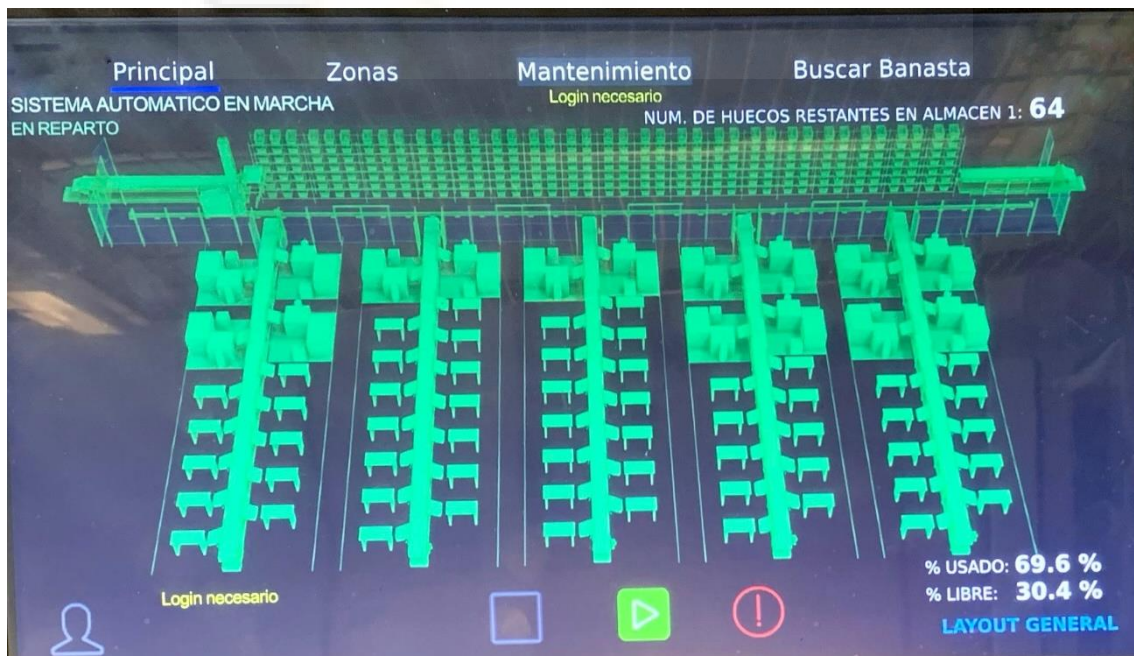 Principal
Zonas
Mantenimiento
Buscar Banasta
SISTEMA AUTOMATICO EN MARCHA
Login necesario
NUM. DE HUECOS RESTANTES EN ALMACEN 1: 64
EN REPARTO
% USADO: 69.6 %
% LIBRE: 30.4 %
Login necesario
LAYOUT GENERAL